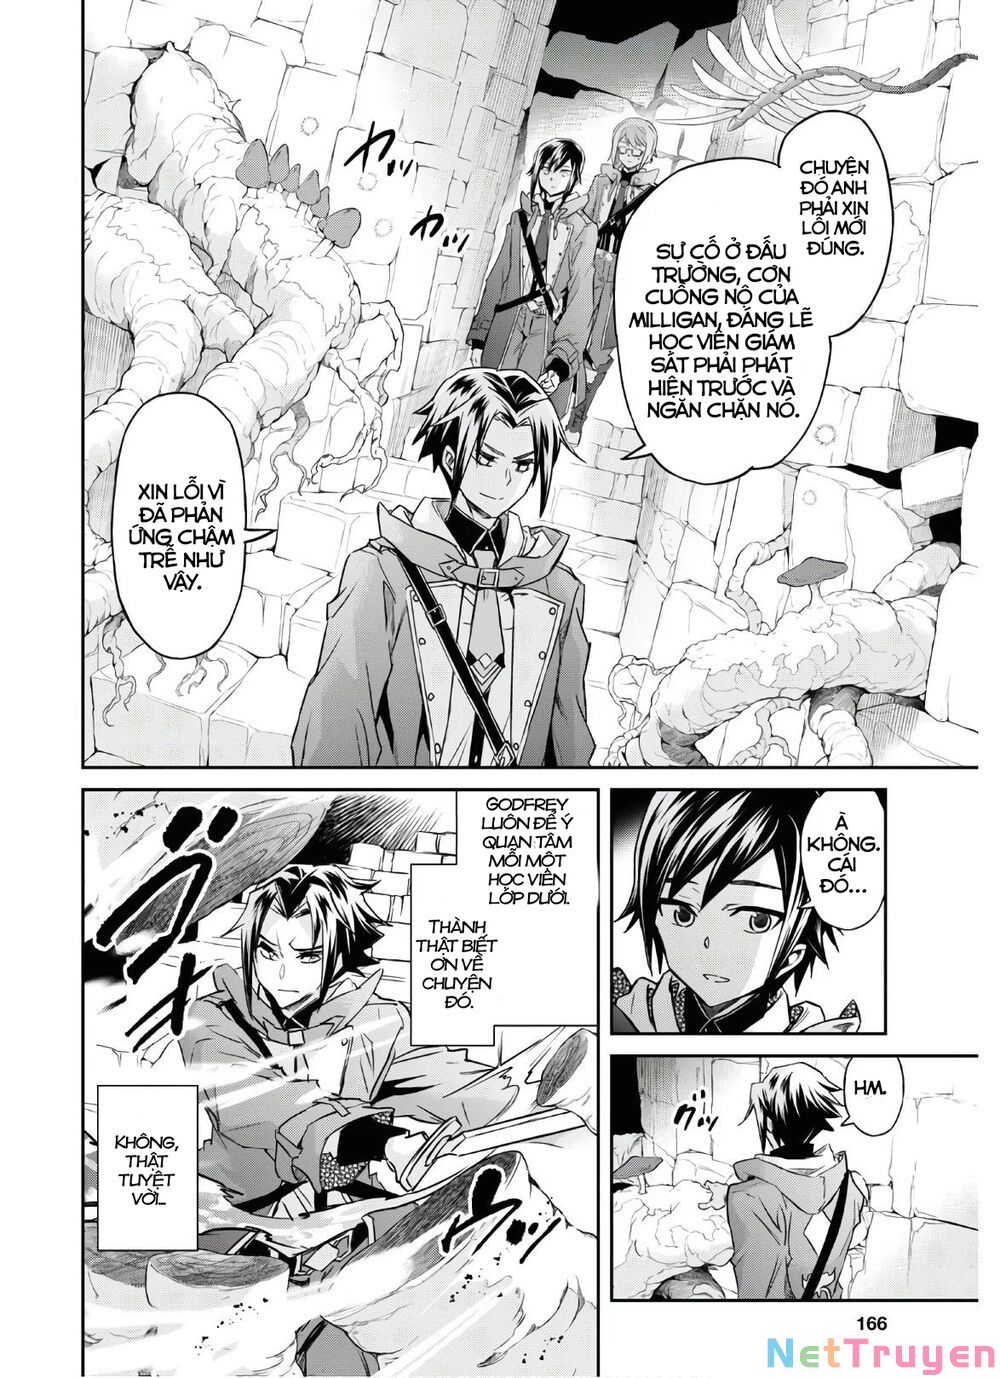 CHUYỆN
ĐÓ ANH
PHẢI XIN
LỖI MỚI
ĐÚNG.
SỰ CỐ Ở ĐẤU
TRƯỜNG, CƠN
CUỒNG NỘ CỦA
MILLIGAN, ĐÁNG LẼ
HỌC VIÊN GIÁM
SÁT PHẢI PHÁT
HIỆN TRƯỚC VÀ
NGĂN CHẶN NÓ.
XIN LỖI VÌ
ĐÃ PHẢN
ỨNG CHẬM
TRỄ NHƯ
VẬY.
À
KHÔNG.
CÁI
ĐÓ...
HM.
GODFREY
LUÔN ĐỂ Ý
QUAN TÂM
MỖI MỘT
HỌC VIÊN
LỚP DƯỚI.
THÀNH
THẬT BIẾT
ƠN VỀ
CHUYỆN
ĐÓ.
KHÔNG,
THẬT
TUYỆT
VỜI...
166
NetTruyen